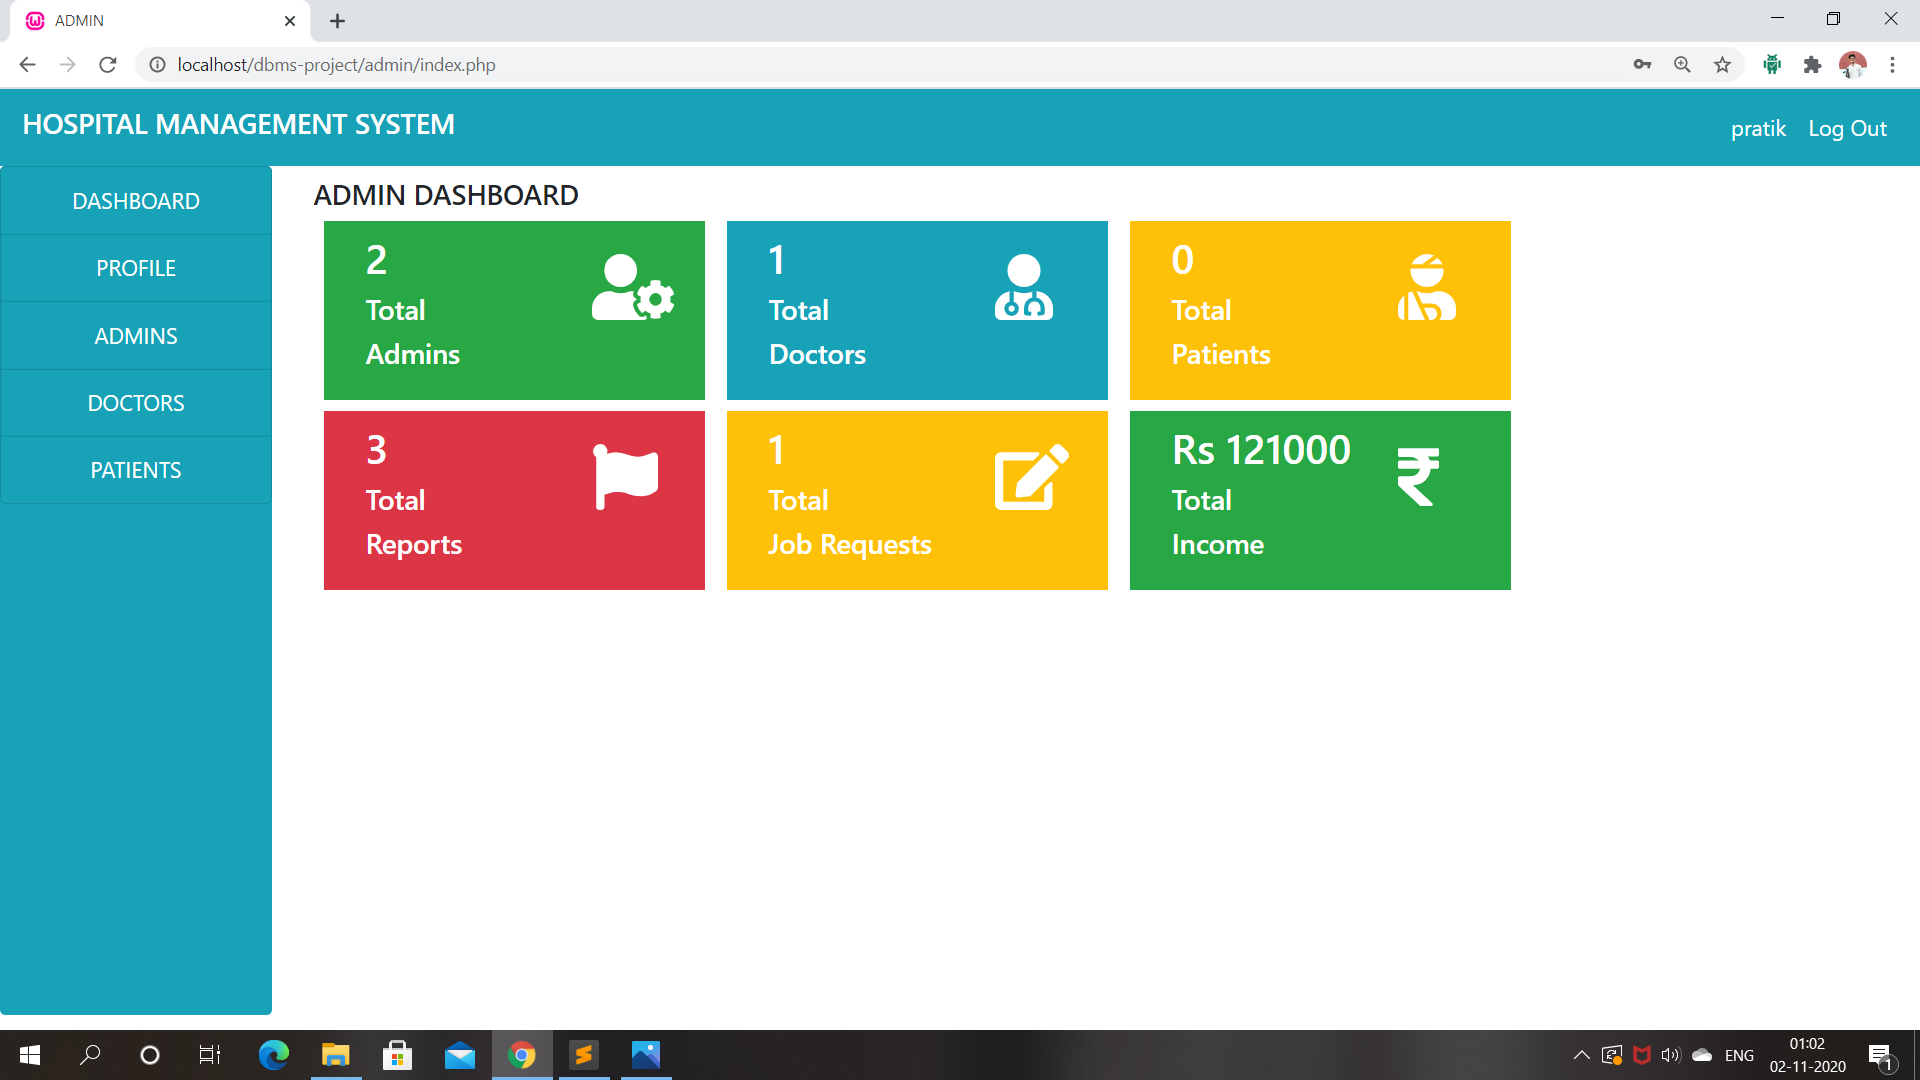 ADMIN
localhost/dbms-project/admin/index.php
HOSPITAL MANAGEMENT SYSTEM
pratik Log Out
DASHBOARD
PROFILE
ADMINS
DOCTORS
PATIENTS
ADMIN DASHBOARD
2
Total
Admins
1
Total
Doctors
0
Total
Patients
3
Total
Reports
1
Total
Job Requests
Rs 121000
Total
Income
ENG
01:02
02-11-2020
1